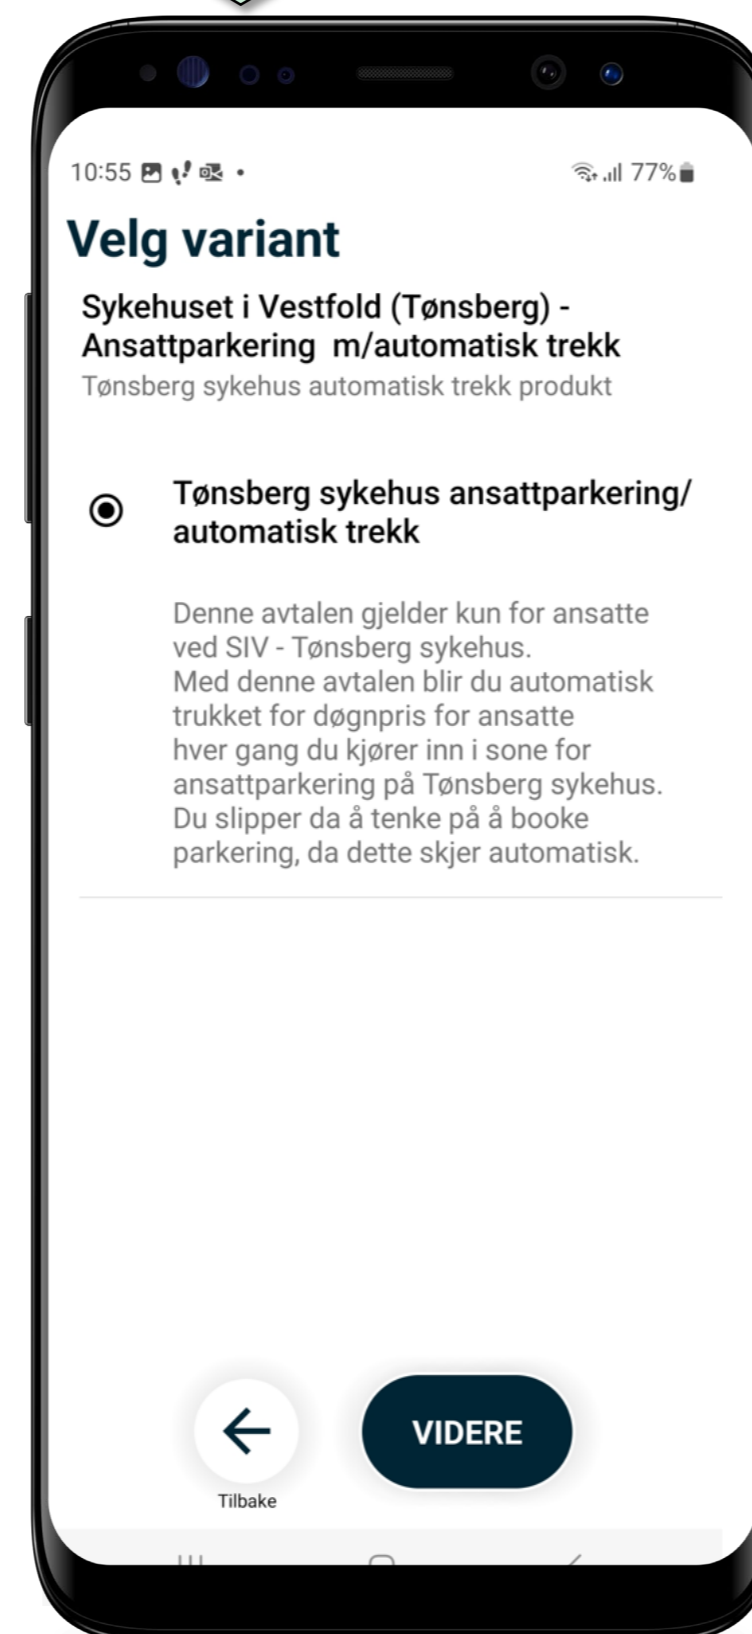 10:55
77%
Velg variant
Sykehuset i Vestfold (Tønsberg) -
Ansattparkering  m/automatisk trekk
Tønsberg sykehus automatisk trekk produkt
Tønsberg sykehus ansattparkering/
automatisk trekk
Denne avtalen gjelder kun for ansatte
ved SIV - Tønsberg sykehus.
Med denne avtalen blir du automatisk
trukket for døgnpris for ansatte
hver gang du kjører inn i sone for
ansattparkering på Tønsberg sykehus.
Du slipper da å tenke på å booke
parkering, da dette skjer automatisk.
VIDERE
Tilbake